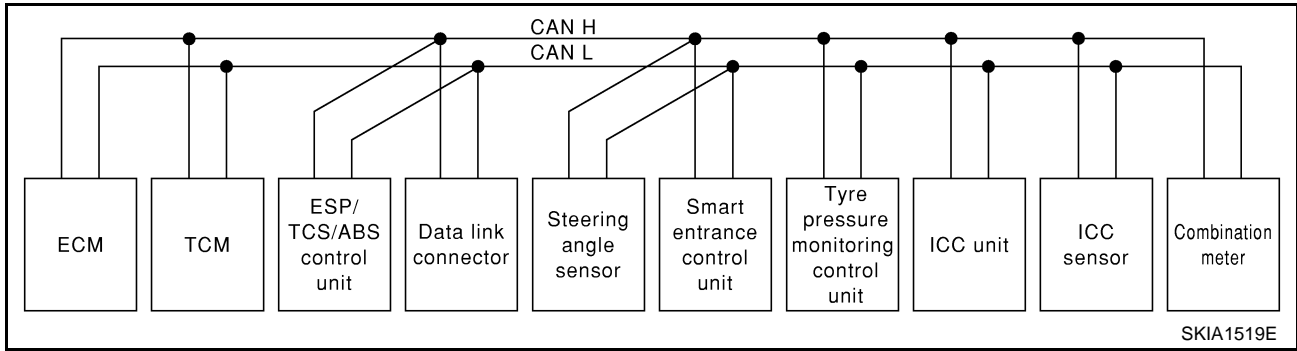 CAN H
CAN L
ECM
TCM
ESP/
TCS/ABS
control
unit
Data link
connector
Steering
angle
sensor
Smart
entrance
control
unit
Tyre
pressure
monitoring
control
unit
ICC unit
ICC
sensor
Combination
meter
SKIA1519E